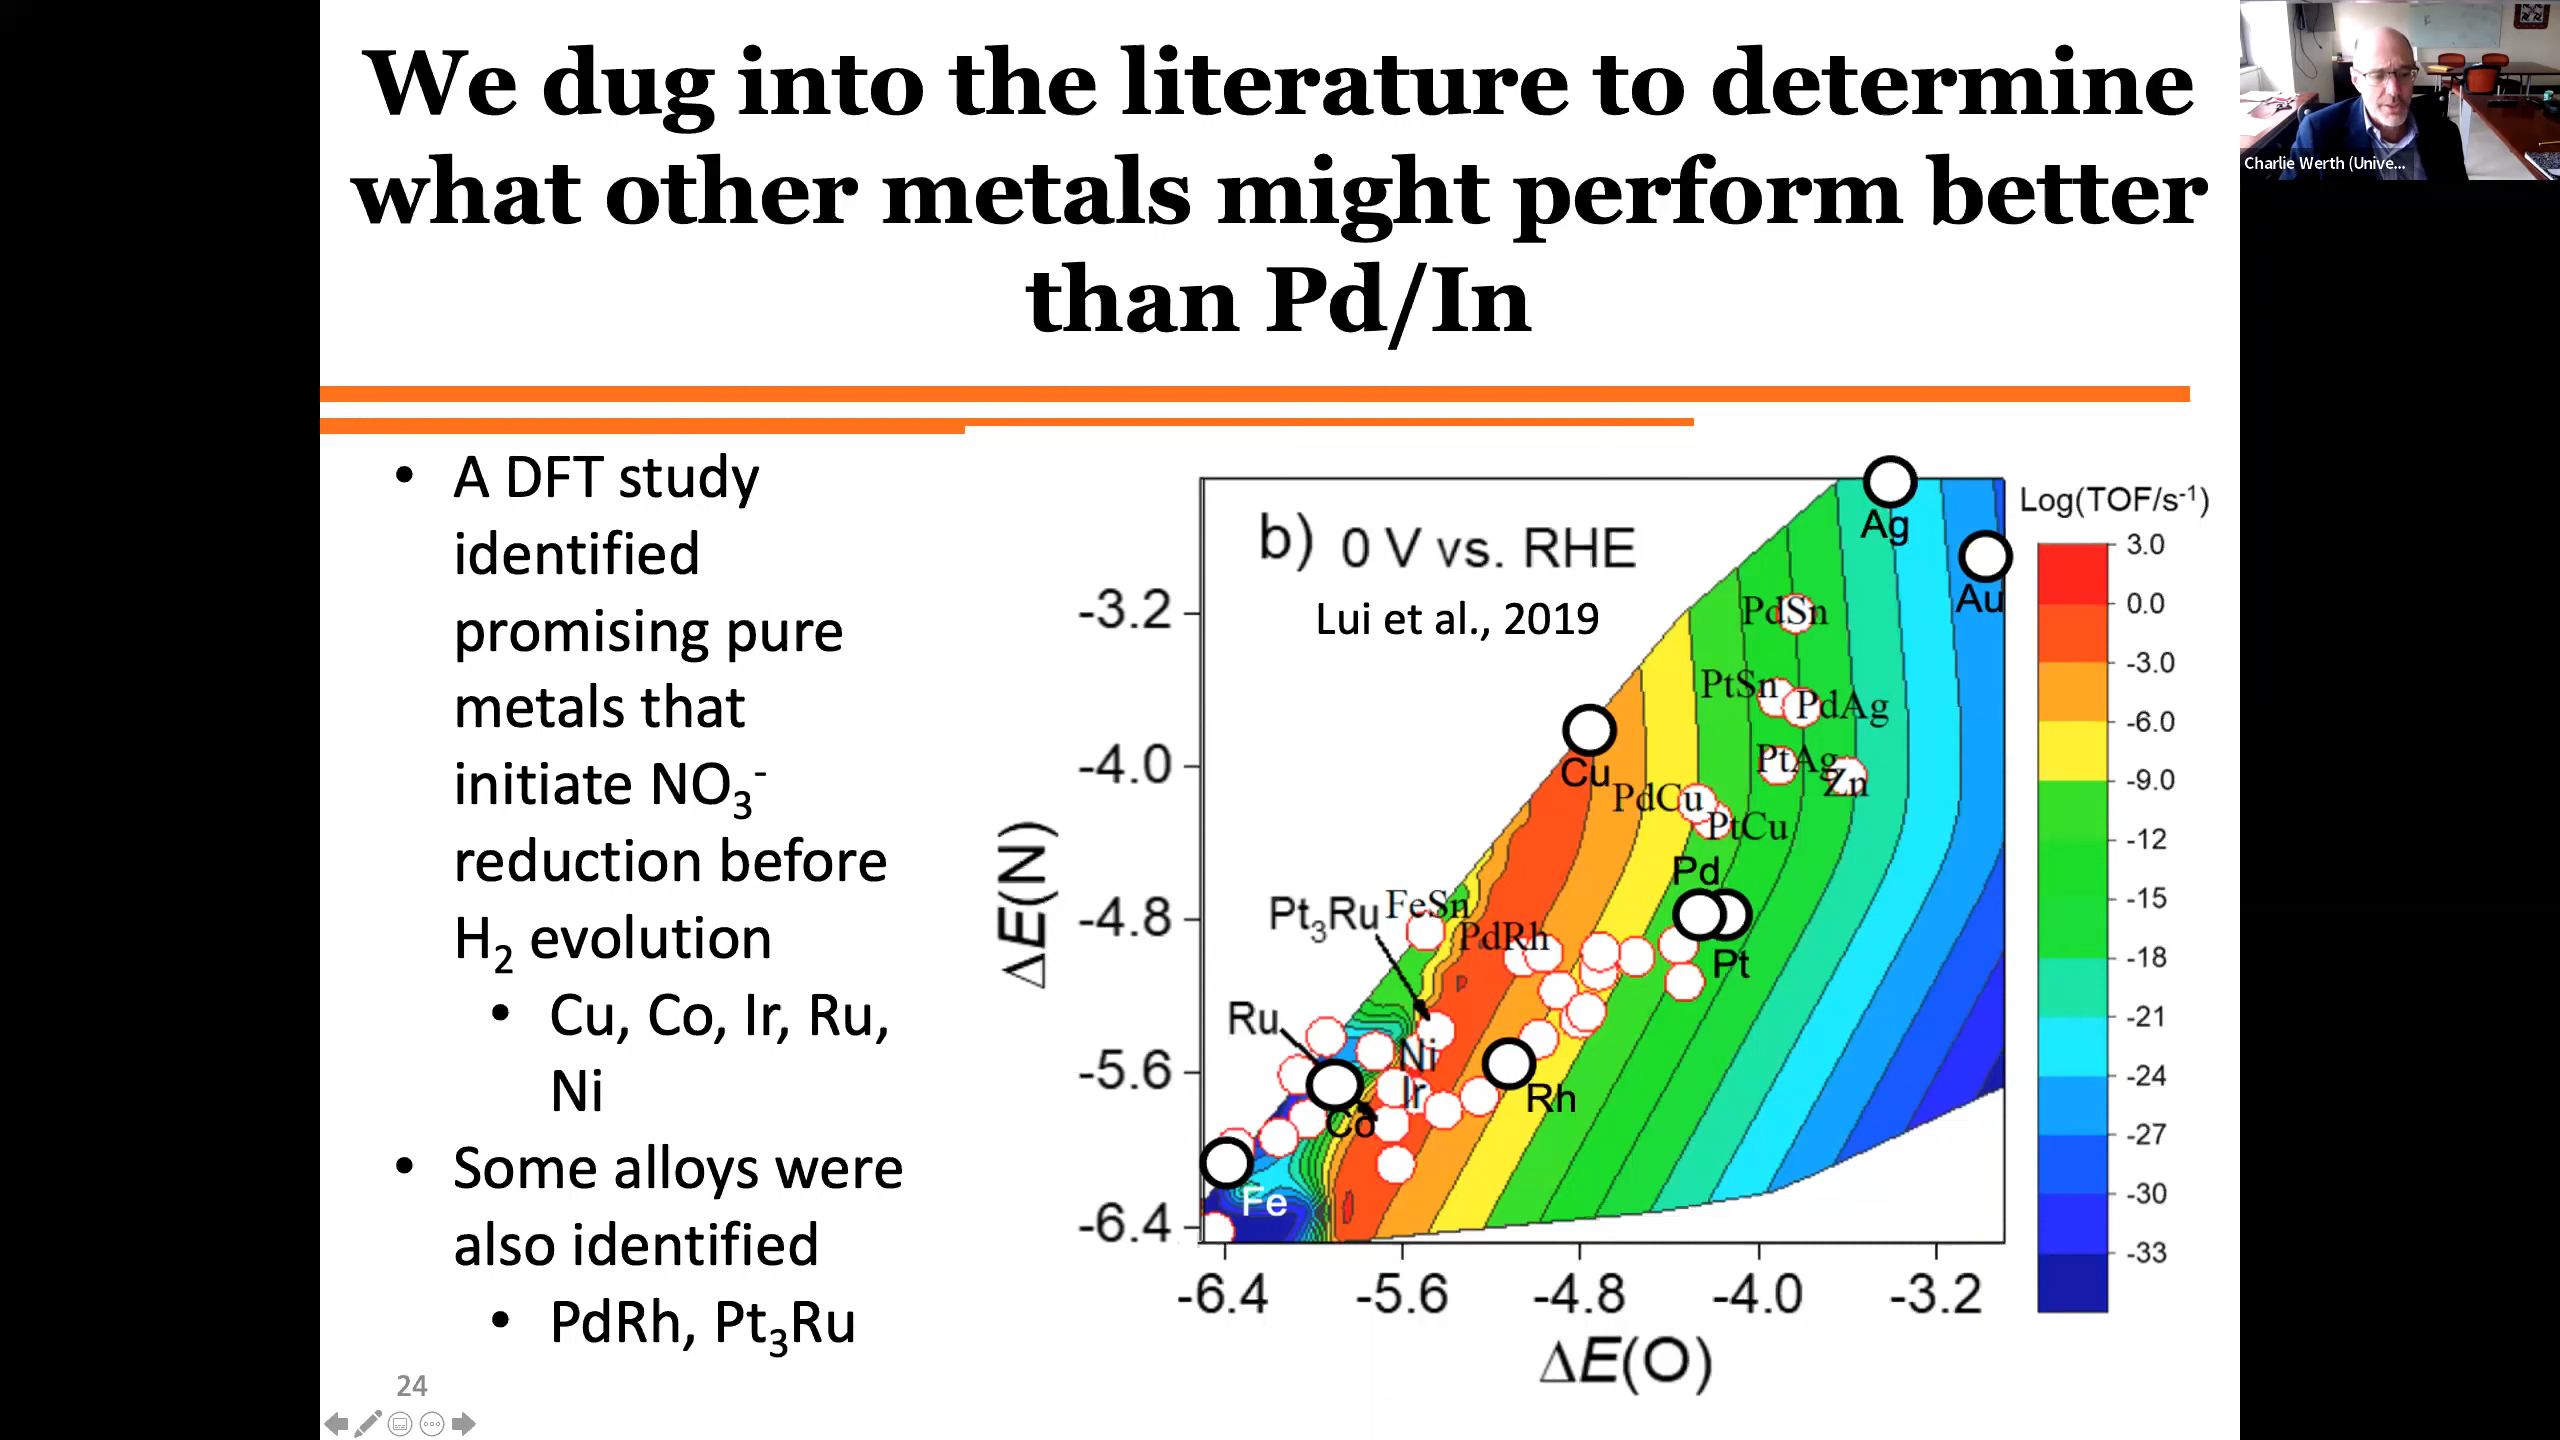 We dug into the literature to determine
what other metals might perform better
than Pd/In
Charlie Werth (Unive...
• A DFT study
identified
promising pure
metals that
initiate NO₃⁻
reduction before
H₂ evolution
• Cu, Co, Ir, Ru,
Ni
• Some alloys were
also identified
• PdRh, Pt₃Ru
24
b) 0 V vs. RHE
Lui et al., 2019
Ag
Au
PdSn
PtSn
PdAg
PtAg
Zn
Cu
PdCu
PtCu
Pd
Pt
Pt₃Ru
FeSn
PdRh
Ru
Ni
Ir
Rh
Co
Fe
ΔE(N)
-3.2
-4.0
-4.8
-5.6
-6.4
-6.4 -5.6 -4.8 -4.0 -3.2
ΔE(O)
Log(TOF/s⁻¹)
3.0
0.0
-3.0
-6.0
-9.0
-12
-15
-18
-21
-24
-27
-30
-33